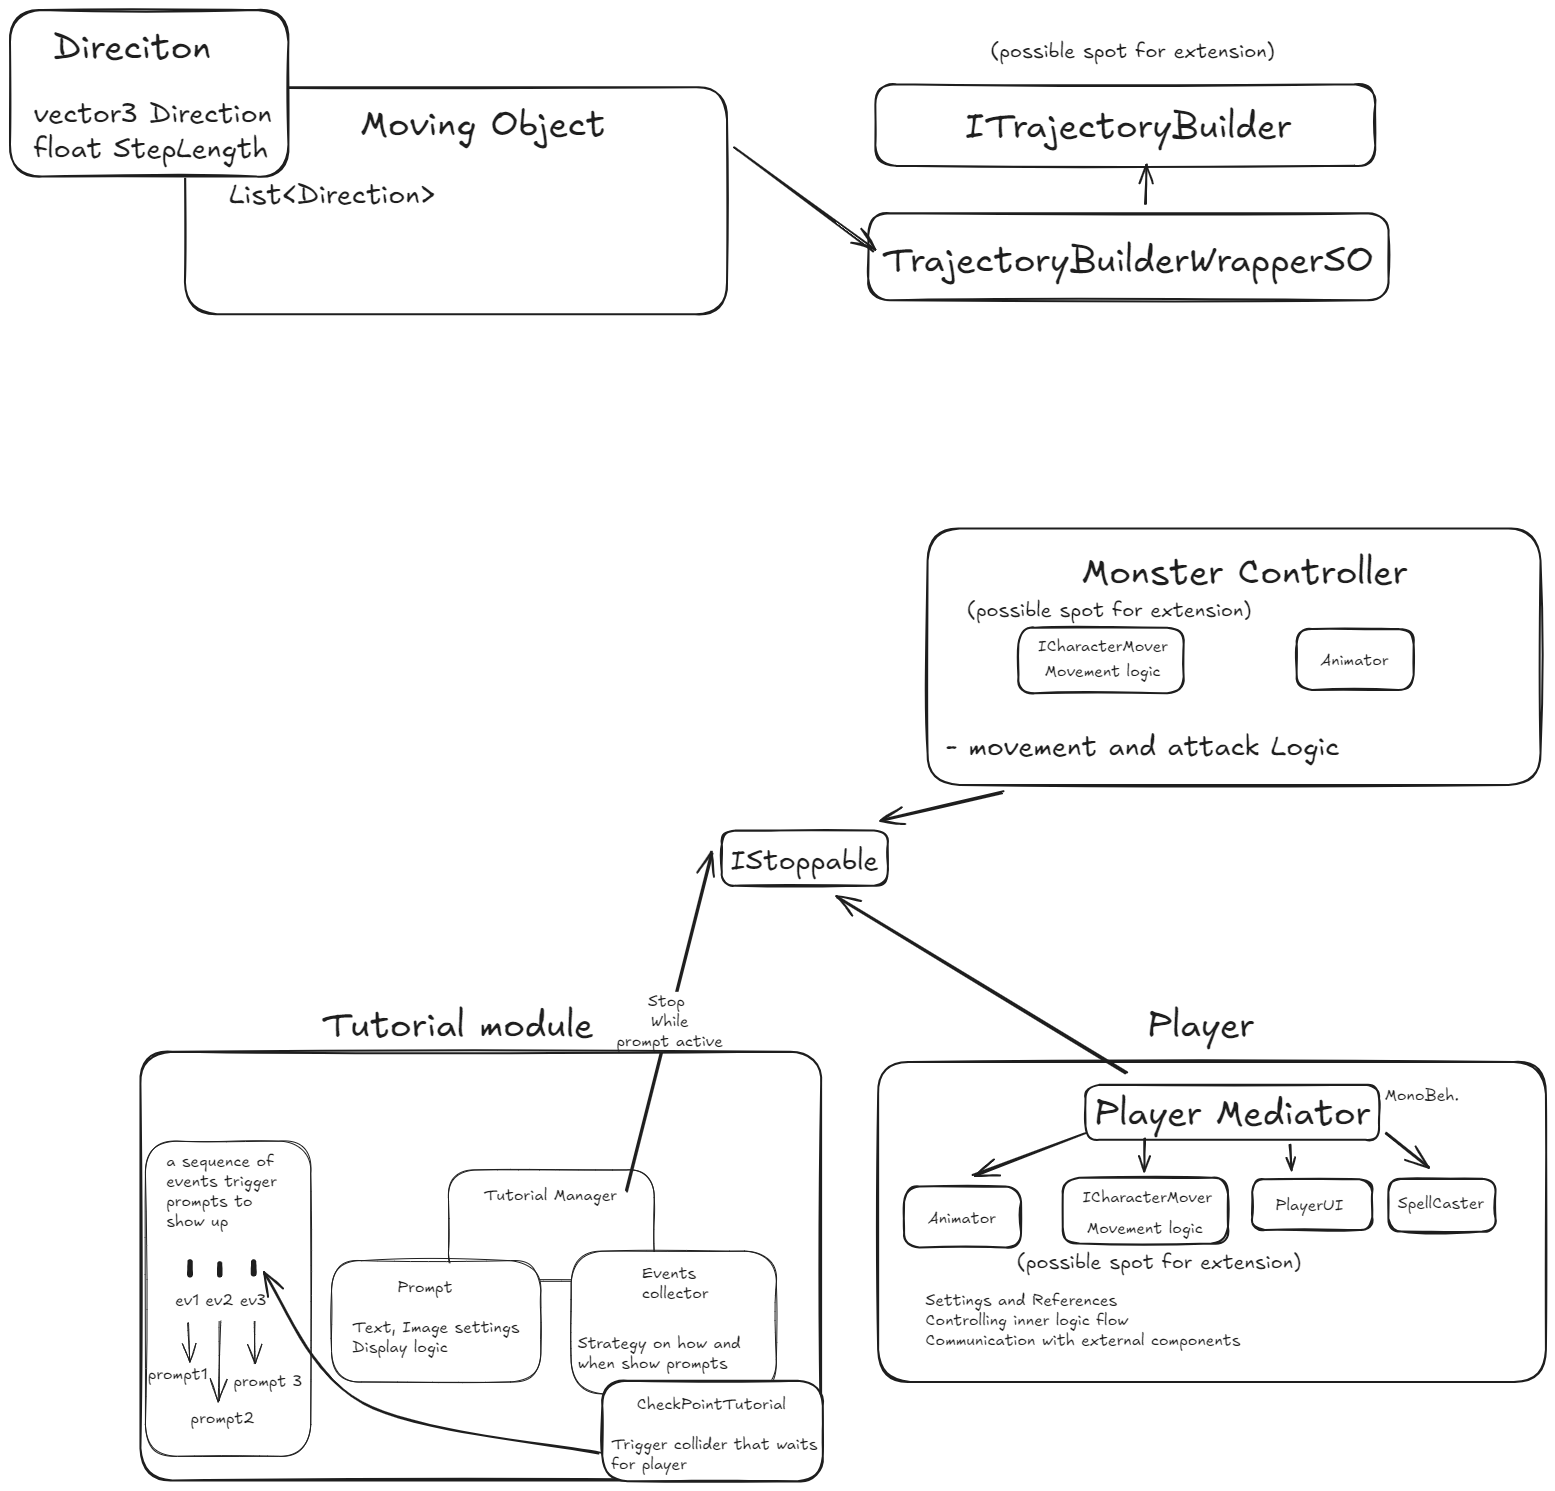 Direciton
vector3 Direction
float StepLength
Moving Object
List<Direction>
(possible spot for extension)
ITrajectoryBuilder
TrajectoryBuilderWrapperSO
Monster Controller
(possible spot for extension)
ICharacterMover
Movement logic
Animator
- movement and attack Logic
IStoppable
Stop
While
prompt active
Tutorial module
a sequence of
events trigger
prompts to
show up
ev1 ev2 ev3
prompt1
prompt 3
prompt2
Tutorial Manager
Prompt
Text, Image settings
Display logic
Events
collector
Strategy on how and
when show prompts
CheckPointTutorial
Trigger collider that waits
for player
Player
Player Mediator
MonoBeh.
Animator
ICharacterMover
Movement logic
PlayerUI
SpellCaster
(possible spot for extension)
Settings and References
Controlling inner logic flow
Communication with external components